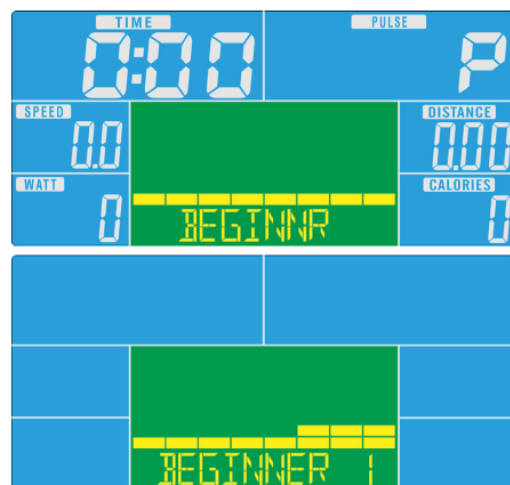 TIME PULSE
0:00 P
SPEED DISTANCE
0.0 0.00
WATT CALORIES
0 0
BEGINNR
BEGINNER 1